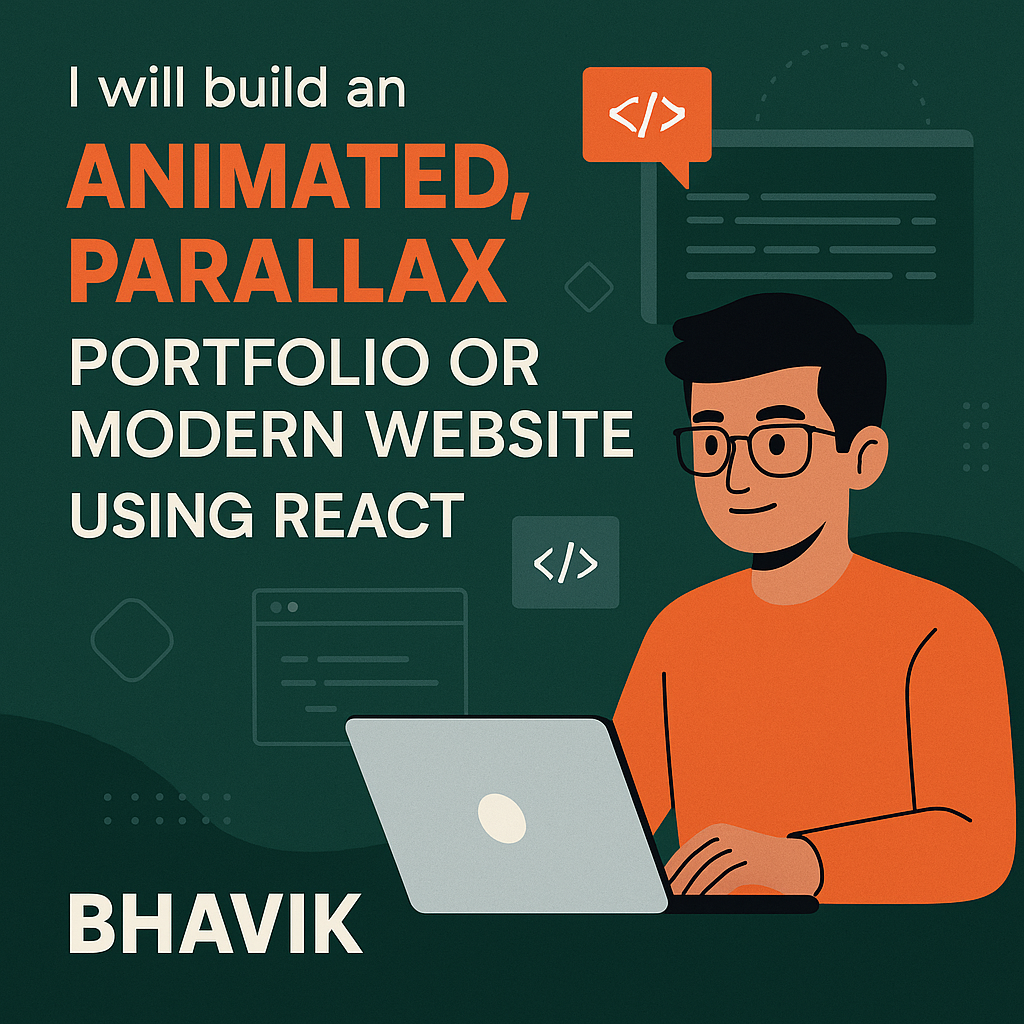 I will build an
ANIMATED,
PARALLAX
PORTFOLIO OR
MODERN WEBSITE
USING REACT
</>
</>
BHAVIK